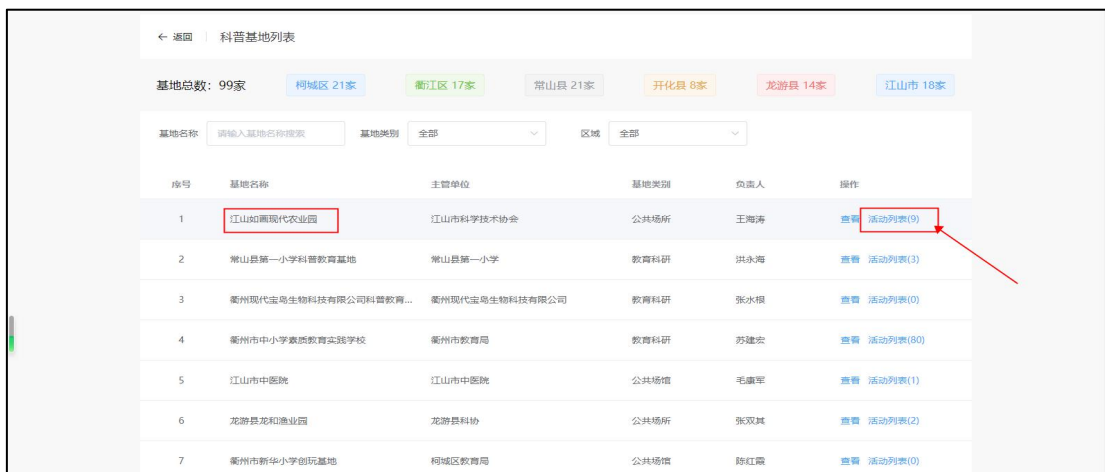 ← 返回 科普基地列表
基地总数：99家 柯城区 21家 衢江区 17家 常山县 21家 开化县 8家 龙游县 14家 江山市 18家
基地名称 请输入基地名称搜索 基地类别 全部 区域 全部
序号 基地名称 主管单位 基地类别 负责人 操作
1 江山如画现代农业园 江山市科学技术协会 公共场所 王海涛 查看 活动列表(9)
2 常山县第一小学科普教育基地 常山县第一小学 教育科研 洪永海 查看 活动列表(3)
3 衢州现代宝岛生物科技有限公司科普教育... 衢州现代宝岛生物科技有限公司 教育科研 张水根 查看 活动列表(0)
4 衢州市中小学素质教育实践学校 衢州市教育局 教育科研 苏建宏 查看 活动列表(80)
5 江山市中医院 江山市中医院 公共场馆 毛康军 查看 活动列表(1)
6 龙游县龙和渔业园 龙游县科协 公共场所 张双其 查看 活动列表(2)
7 衢州市新华小学创玩基地 柯城区教育局 公共场馆 陈红霞 查看 活动列表(0)